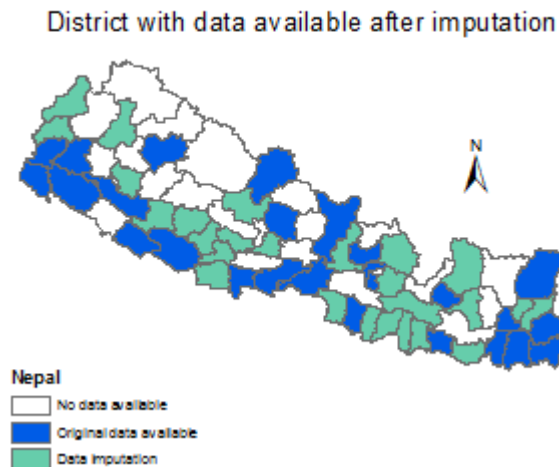 District with data available after imputation
N
Nepal
No data available
Original data available
Data imputation